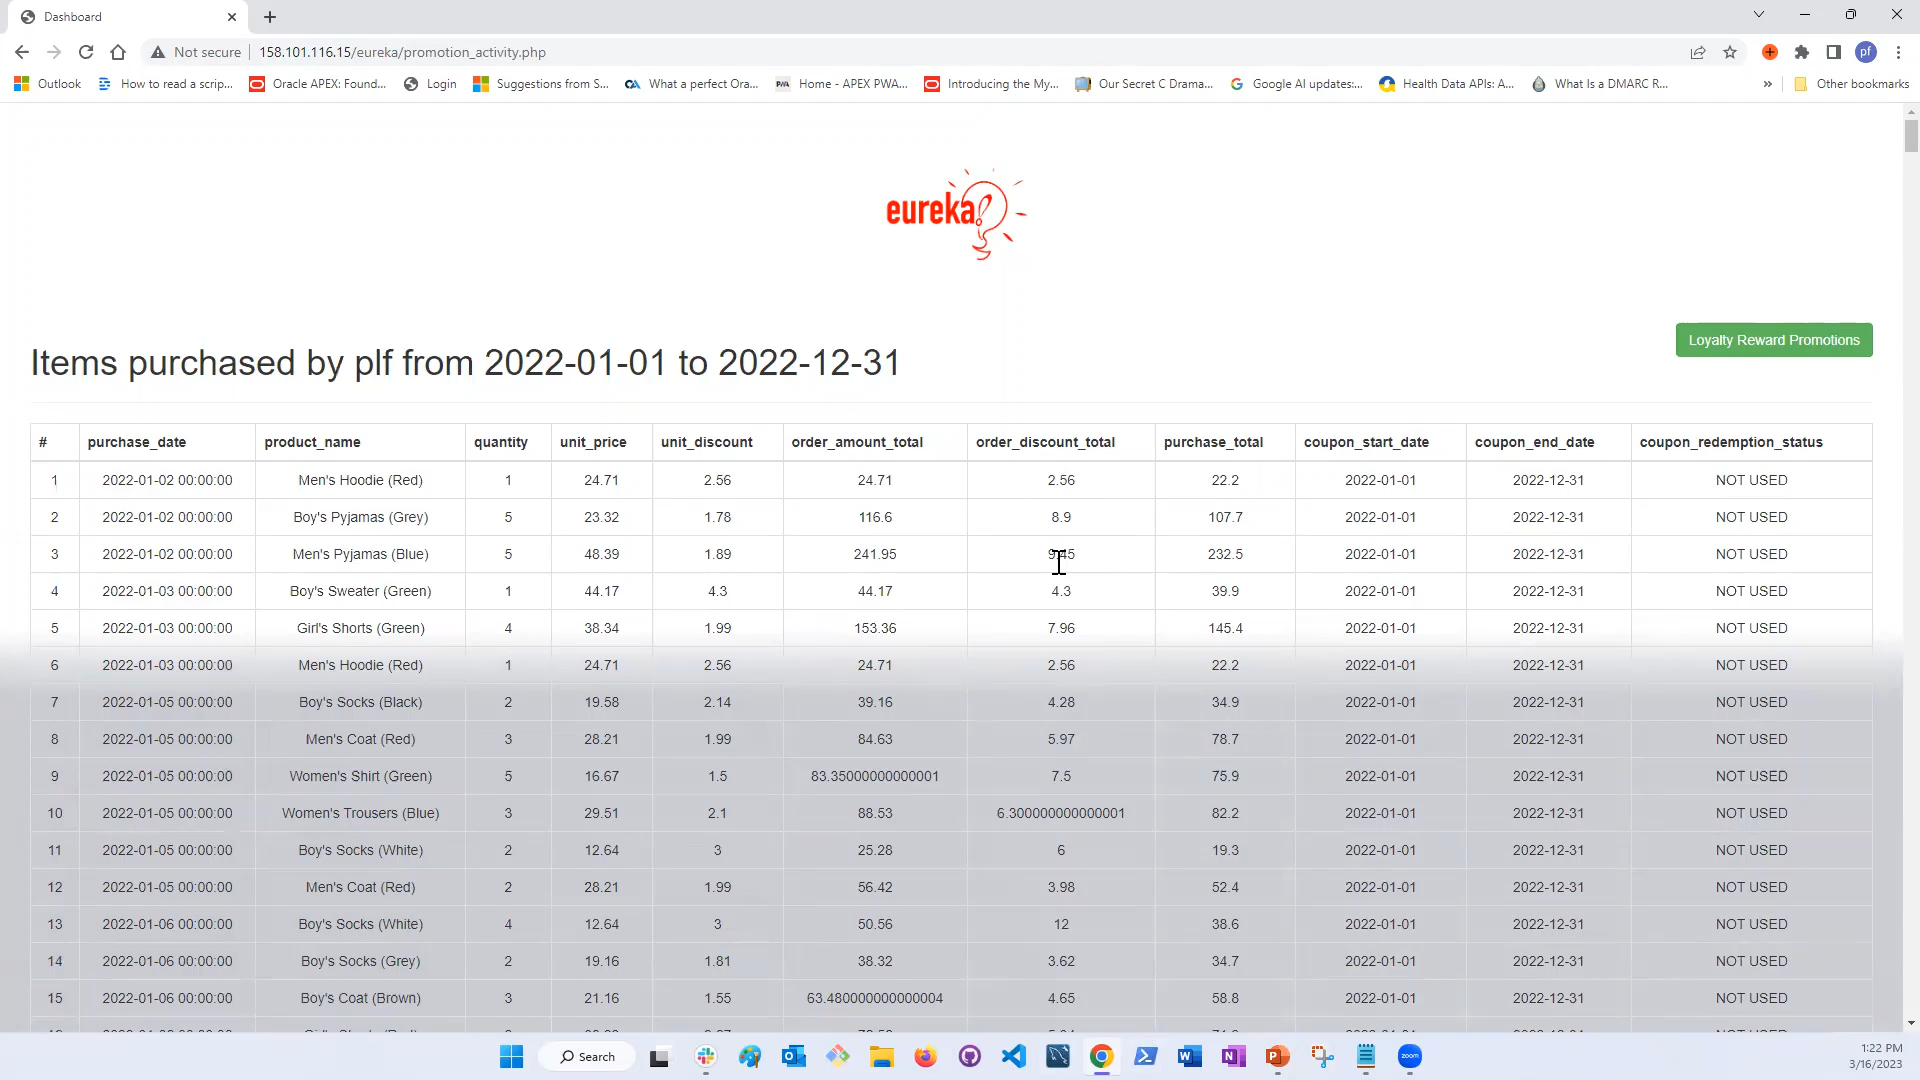 Dashboard
Not secure 158.101.116.15/eureka/promotion_activity.php pf
Outlook How to read a scrip... Oracle APEX: Found... Login Suggestions from S... What a perfect Ora... PWA Home - APEX PWA... Introducing the My... Our Secret C Drama... Google AI updates:... Health Data APIs: A... What Is a DMARC R... » Other bookmarks
eureka!
Loyalty Reward Promotions
Items purchased by plf from 2022-01-01 to 2022-12-31
# purchase_date product_name quantity unit_price unit_discount order_amount_total order_discount_total purchase_total coupon_start_date coupon_end_date coupon_redemption_status
1 2022-01-02 00:00:00 Men's Hoodie (Red) 1 24.71 2.56 24.71 2.56 22.2 2022-01-01 2022-12-31 NOT USED
2 2022-01-02 00:00:00 Boy's Pyjamas (Grey) 5 23.32 1.78 116.6 8.9 107.7 2022-01-01 2022-12-31 NOT USED
3 2022-01-02 00:00:00 Men's Pyjamas (Blue) 5 48.39 1.89 241.95 9.45 232.5 2022-01-01 2022-12-31 NOT USED
4 2022-01-03 00:00:00 Boy's Sweater (Green) 1 44.17 4.3 44.17 4.3 39.9 2022-01-01 2022-12-31 NOT USED
5 2022-01-03 00:00:00 Girl's Shorts (Green) 4 38.34 1.99 153.36 7.96 145.4 2022-01-01 2022-12-31 NOT USED
6 2022-01-03 00:00:00 Men's Hoodie (Red) 1 24.71 2.56 24.71 2.56 22.2 2022-01-01 2022-12-31 NOT USED
7 2022-01-05 00:00:00 Boy's Socks (Black) 2 19.58 2.14 39.16 4.28 34.9 2022-01-01 2022-12-31 NOT USED
8 2022-01-05 00:00:00 Men's Coat (Red) 3 28.21 1.99 84.63 5.97 78.7 2022-01-01 2022-12-31 NOT USED
9 2022-01-05 00:00:00 Women's Shirt (Green) 5 16.67 1.5 83.35000000000001 7.5 75.9 2022-01-01 2022-12-31 NOT USED
10 2022-01-05 00:00:00 Women's Trousers (Blue) 3 29.51 2.1 88.53 6.300000000000001 82.2 2022-01-01 2022-12-31 NOT USED
11 2022-01-05 00:00:00 Boy's Socks (White) 2 12.64 3 25.28 6 19.3 2022-01-01 2022-12-31 NOT USED
12 2022-01-05 00:00:00 Men's Coat (Red) 2 28.21 1.99 56.42 3.98 52.4 2022-01-01 2022-12-31 NOT USED
13 2022-01-06 00:00:00 Boy's Socks (White) 4 12.64 3 50.56 12 38.6 2022-01-01 2022-12-31 NOT USED
14 2022-01-06 00:00:00 Boy's Socks (Grey) 2 19.16 1.81 38.32 3.62 34.7 2022-01-01 2022-12-31 NOT USED
15 2022-01-06 00:00:00 Boy's Coat (Brown) 3 21.16 1.55 63.480000000000004 4.65 58.8 2022-01-01 2022-12-31 NOT USED
Search zoom
1:22 PM
3/16/2023